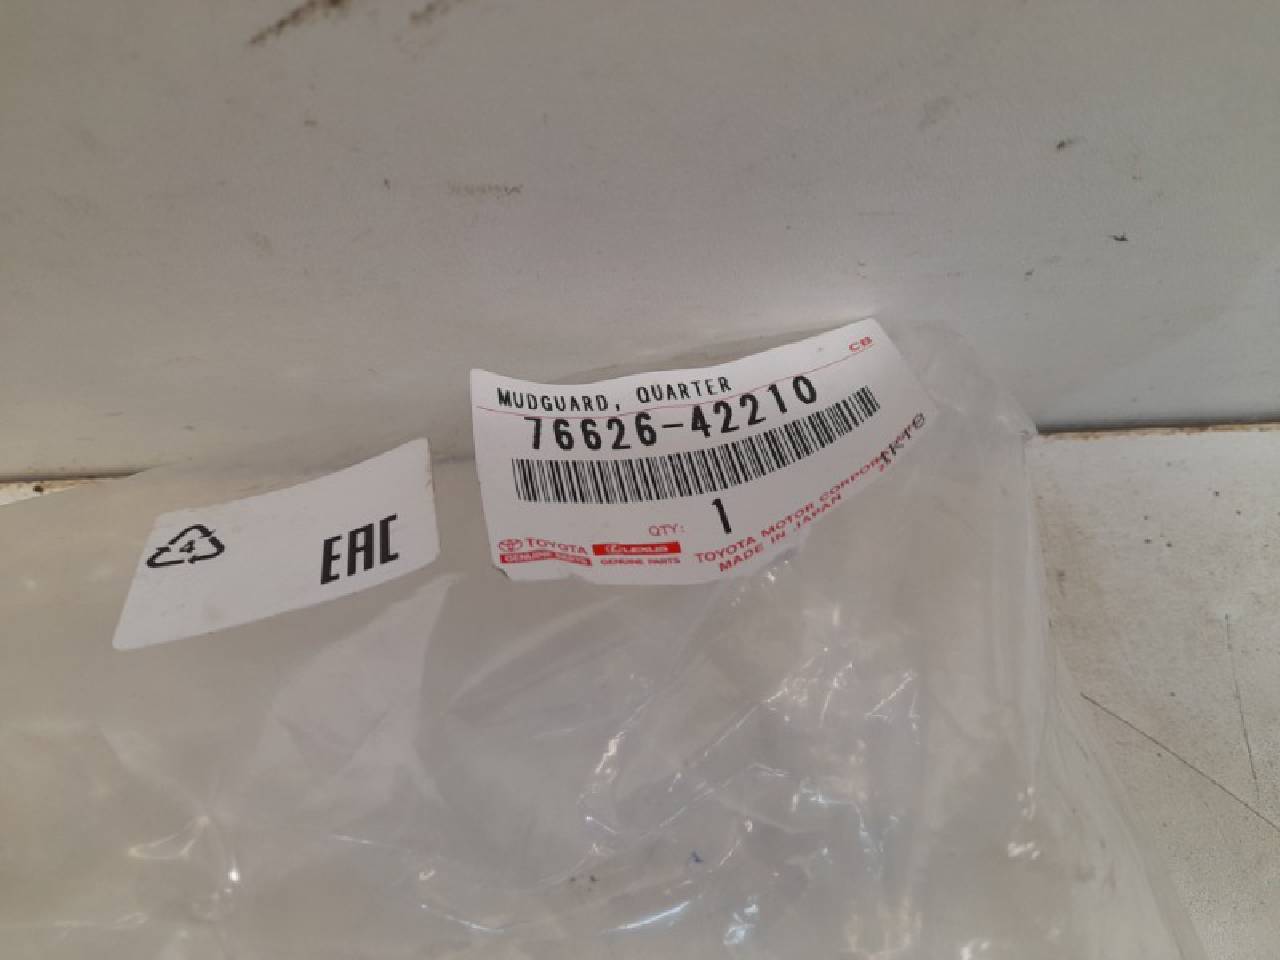 CB
MUDGUARD, QUARTER
76626-42210
1K18
QTY: 1
TOYOTA
GENUINE PARTS
LEXUS
GENUINE PARTS
TOYOTA MOTOR CORPORATION
MADE IN JAPAN
4
EAC